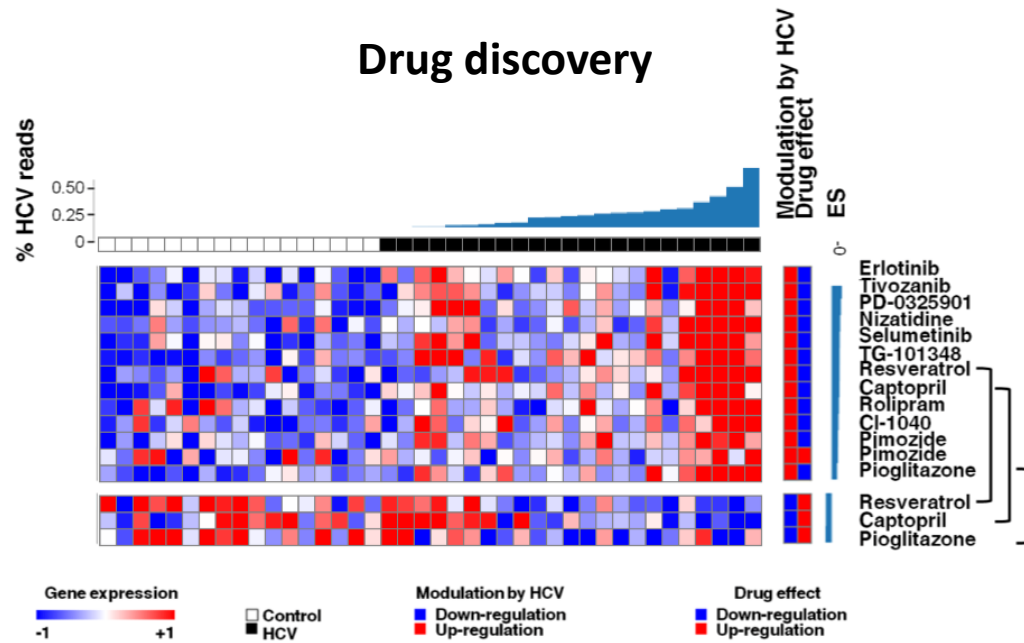 Drug discovery
Modulation by HCV
Drug effect
ES
% HCV reads
0.50
0.25
0
0
Erlotinib
Tivozanib
PD-0325901
Nizatidine
Selumetinib
TG-101348
Resveratrol
Captopril
Rolipram
CI-1040
Pimozide
Pimozide
Pioglitazone
Resveratrol
Captopril
Pioglitazone
Gene expression
-1 +1
Control
HCV
Modulation by HCV
Down-regulation
Up-regulation
Drug effect
Down-regulation
Up-regulation